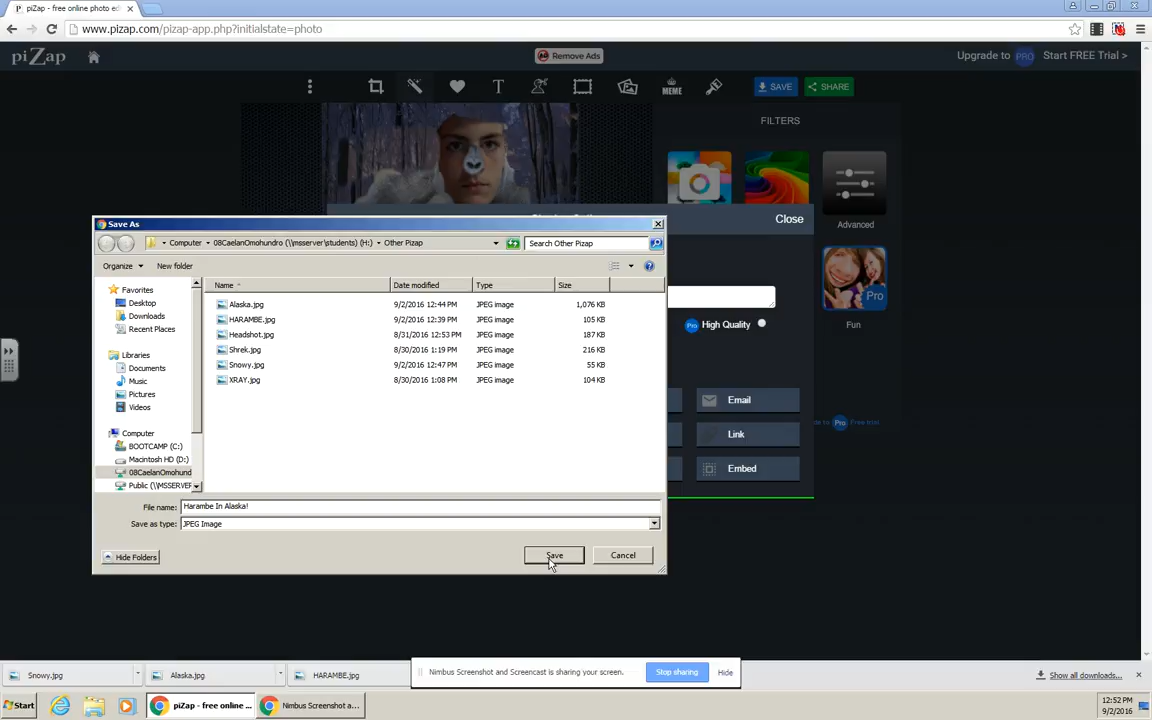 piZap - free online photo ed
www.pizap.com/pizap-app.php?initialstate=photo
piZap
Remove Ads
Upgrade to PRO Start FREE Trial >
T
MEME
SAVE
SHARE
FILTERS
Advanced
Pro
Fun
Close
Pro High Quality
Email
Link
Embed
Pro Free trial
Save As
Computer 08CaelanOmohundro (\\msserver\students) (H:) Other Pizap
Search Other Pizap
Organize
New folder
Favorites
Desktop
Downloads
Recent Places
Libraries
Documents
Music
Pictures
Videos
Computer
BOOTCAMP (C:)
Macintosh HD (D:)
08CaelanOmohund
Public (\\MSSERVER
Name Date modified Type Size
Alaska.jpg 9/2/2016 12:44 PM JPEG image 1,076 KB
HARAMBE.jpg 9/2/2016 12:39 PM JPEG image 105 KB
Headshot.jpg 8/31/2016 12:53 PM JPEG image 187 KB
Shrek.jpg 8/30/2016 1:19 PM JPEG image 216 KB
Snowy.jpg 9/2/2016 12:47 PM JPEG image 55 KB
XRAY.jpg 8/30/2016 1:08 PM JPEG image 104 KB
File name: Harambe In Alaska!
Save as type: JPEG Image
Hide Folders
Save
Cancel
Snowy.jpg
Alaska.jpg
HARAMBE.jpg
Nimbus Screenshot and Screencast is sharing your screen.
Stop sharing
Hide
Show all downloads...
Start
piZap - free online ...
Nimbus Screenshot a...
12:52 PM
9/2/2016